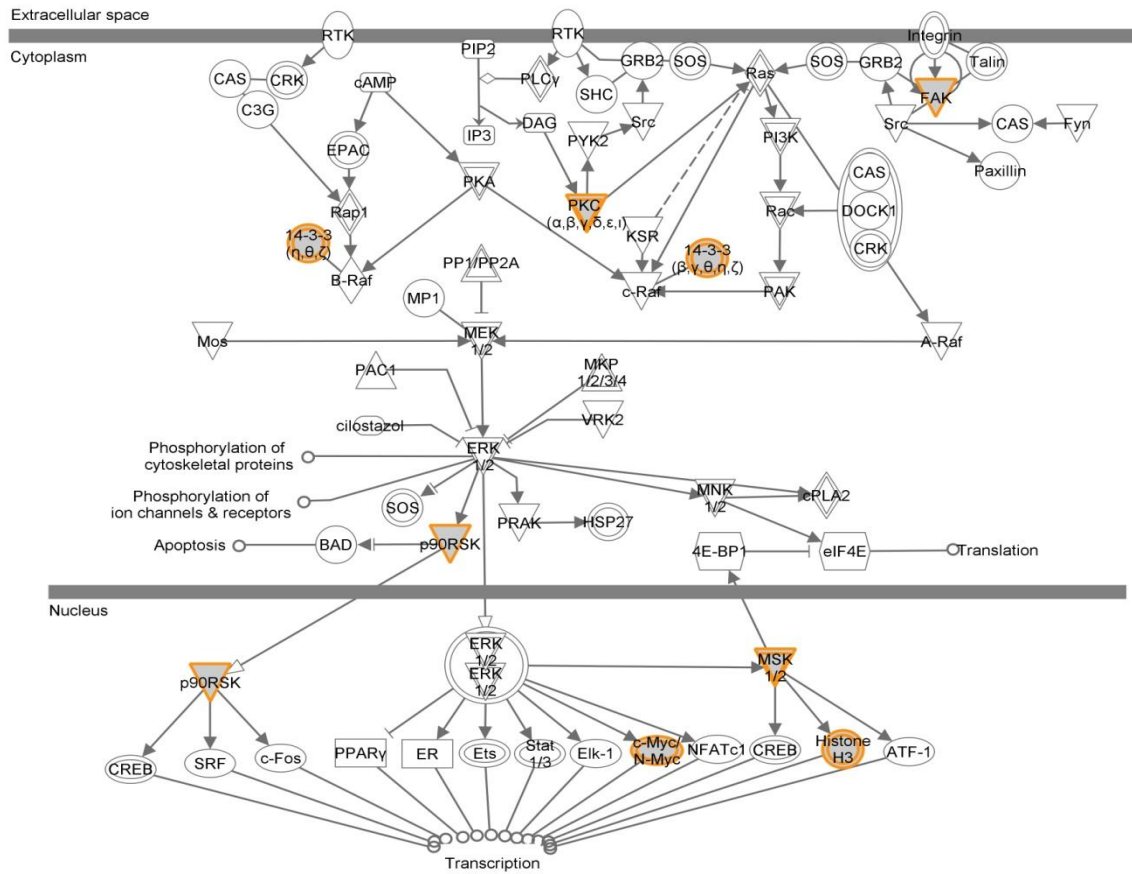 Extracellular space
Cytoplasm
RTK
PIP2
RTK
GRB2
SOS
Ras
SOS
GRB2
Integrin
Talin
CAS
CRK
cAMP
PLCγ
SHC
FAK
C3G
IP3
DAG
PYK2
Src
PI3K
Src
CAS
Fyn
EPAC
PKA
CAS
Paxillin
Rap1
PKC
(α,β,γ,δ,ε,ι)
KSR
Rac
DOCK1
14-3-3
(η,θ,ζ)
14-3-3
(β,γ,θ,η,ζ)
CRK
B-Raf
PP1/PP2A
c-Raf
PAK
MP1
Mos
MEK
1/2
A-Raf
PAC1
MKP
1/2/3/4
cilostazol
VRK2
Phosphorylation of
cytoskeletal proteins
ERK
1/2
Phosphorylation of
ion channels & receptors
SOS
PRAK
HSP27
MNK
1/2
cPLA2
Apoptosis
BAD
p90RSK
4E-BP1
eIF4E
Translation
Nucleus
ERK
1/2
ERK
1/2
p90RSK
MSK
1/2
CREB
SRF
c-Fos
PPARγ
ER
Ets
Stat
1/3
Elk-1
c-Myc/
N-Myc
NFATc1
CREB
Histone
H3
ATF-1
Transcription